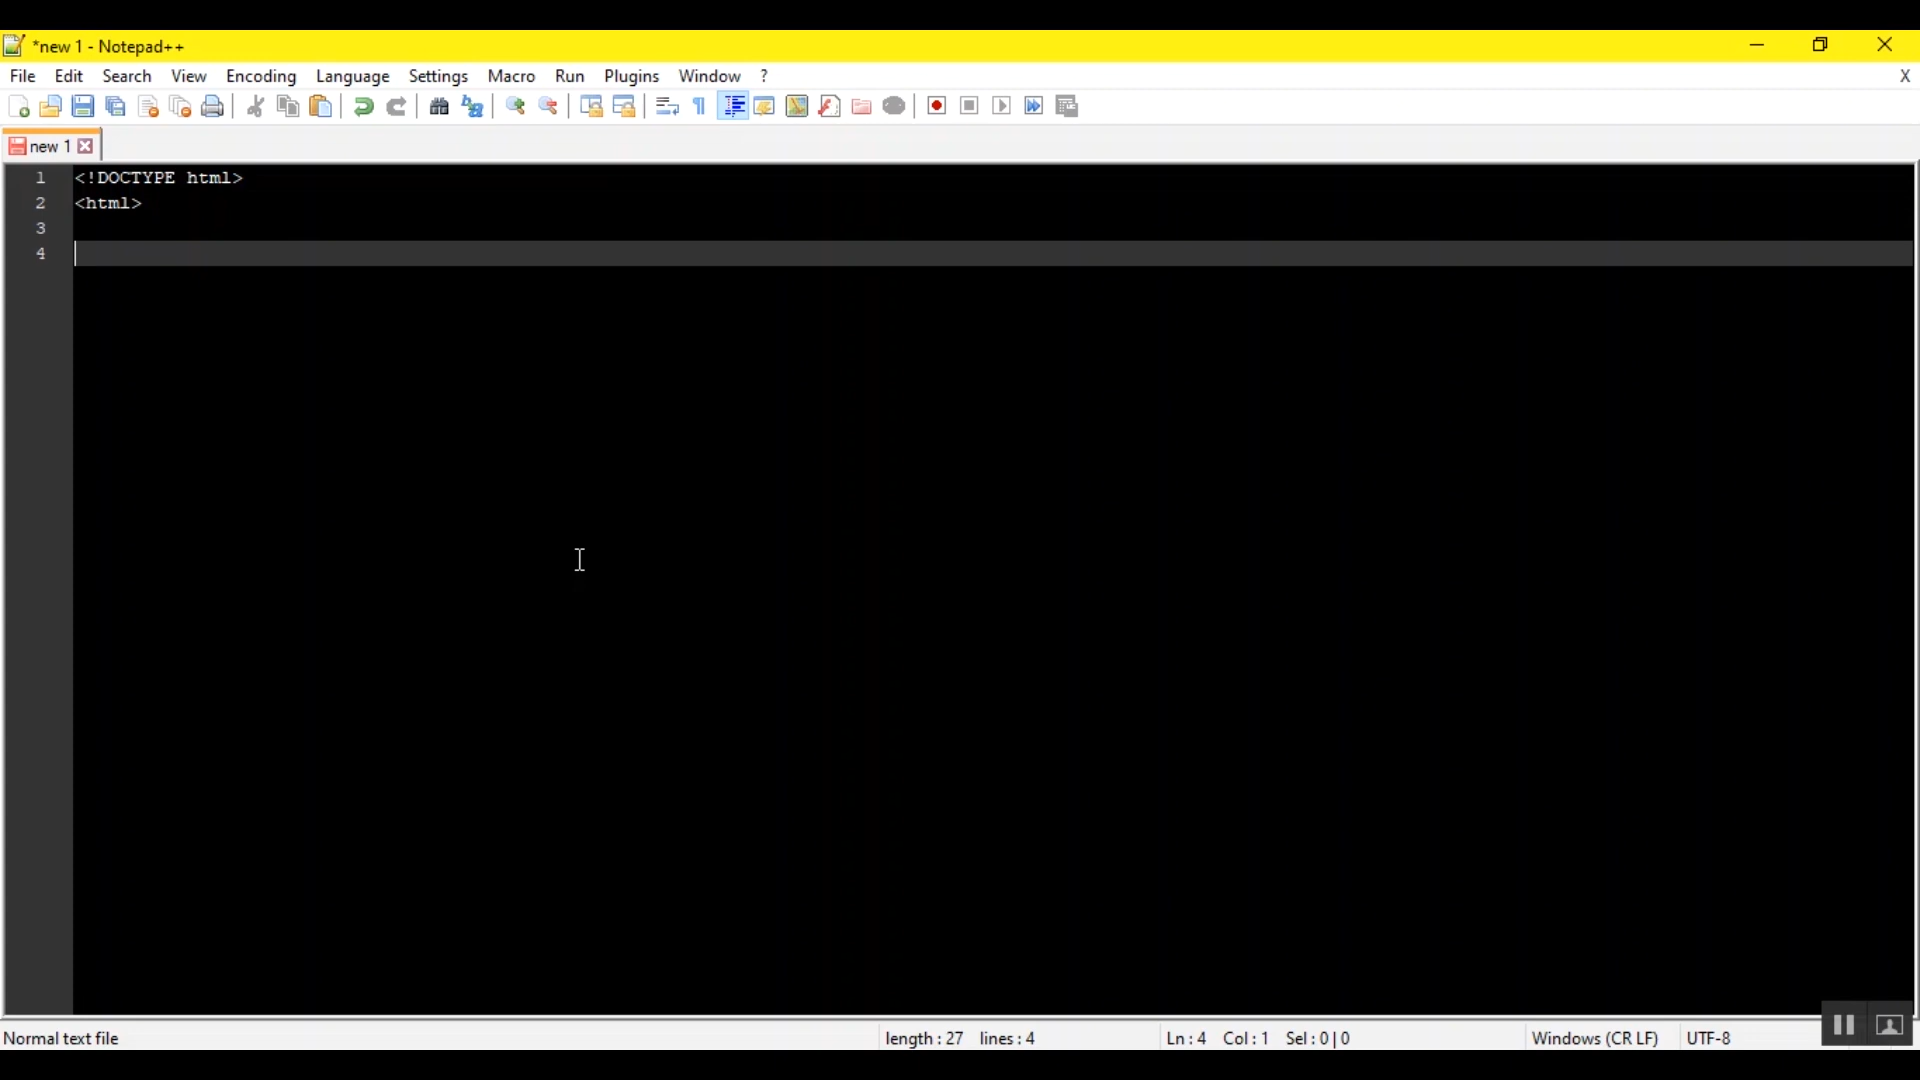 *new 1 - Notepad++
File Edit Search View Encoding Language Settings Macro Run Plugins Window ? X
new 1
1 <!DOCTYPE html>
2 <html>
3
4
Normal text file length : 27 lines : 4 Ln : 4 Col : 1 Sel : 0 | 0 Windows (CR LF) UTF-8